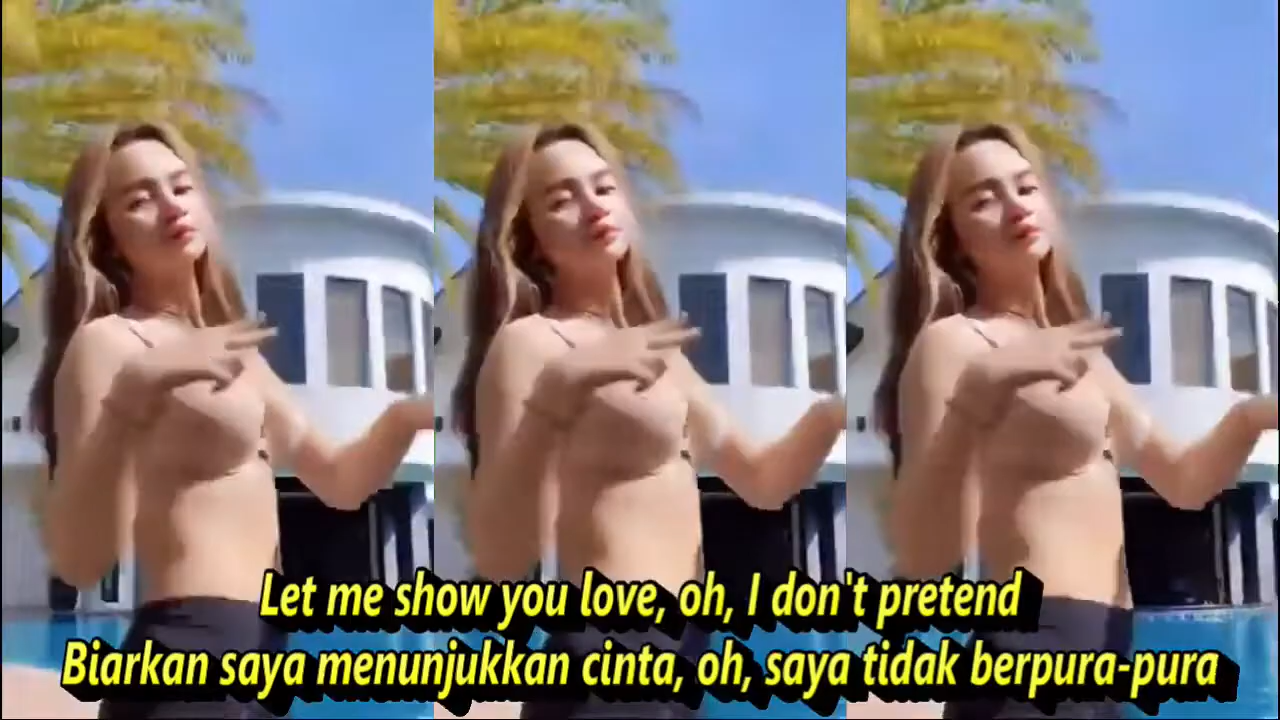 Let me show you love, oh, I don't pretend
Biarkan saya menunjukkan cinta, oh, saya tidak berpura-pura